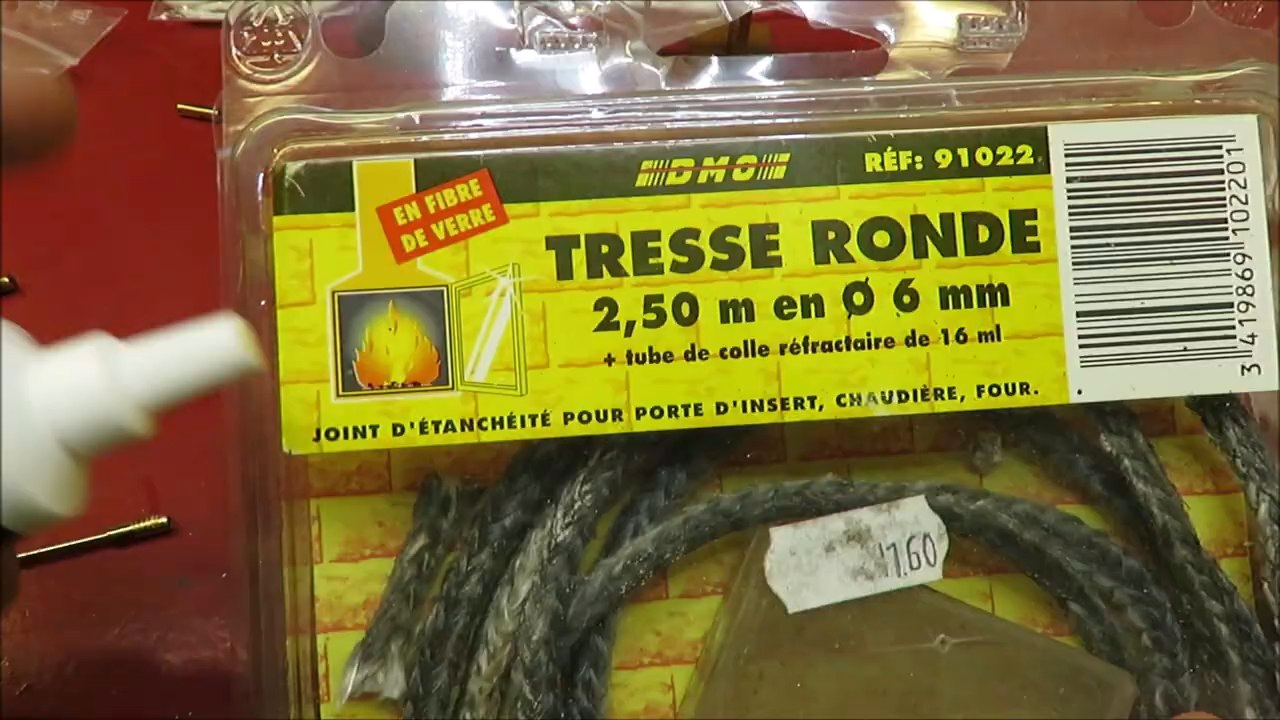 DMO
RÉF: 91022
EN FIBRE
DE VERRE
TRESSE RONDE
2,50 m en Ø 6 mm
+ tube de colle réfractaire de 16 ml
JOINT D'ÉTANCHÉITÉ POUR PORTE D'INSERT, CHAUDIÈRE, FOUR.
3 419869 102201